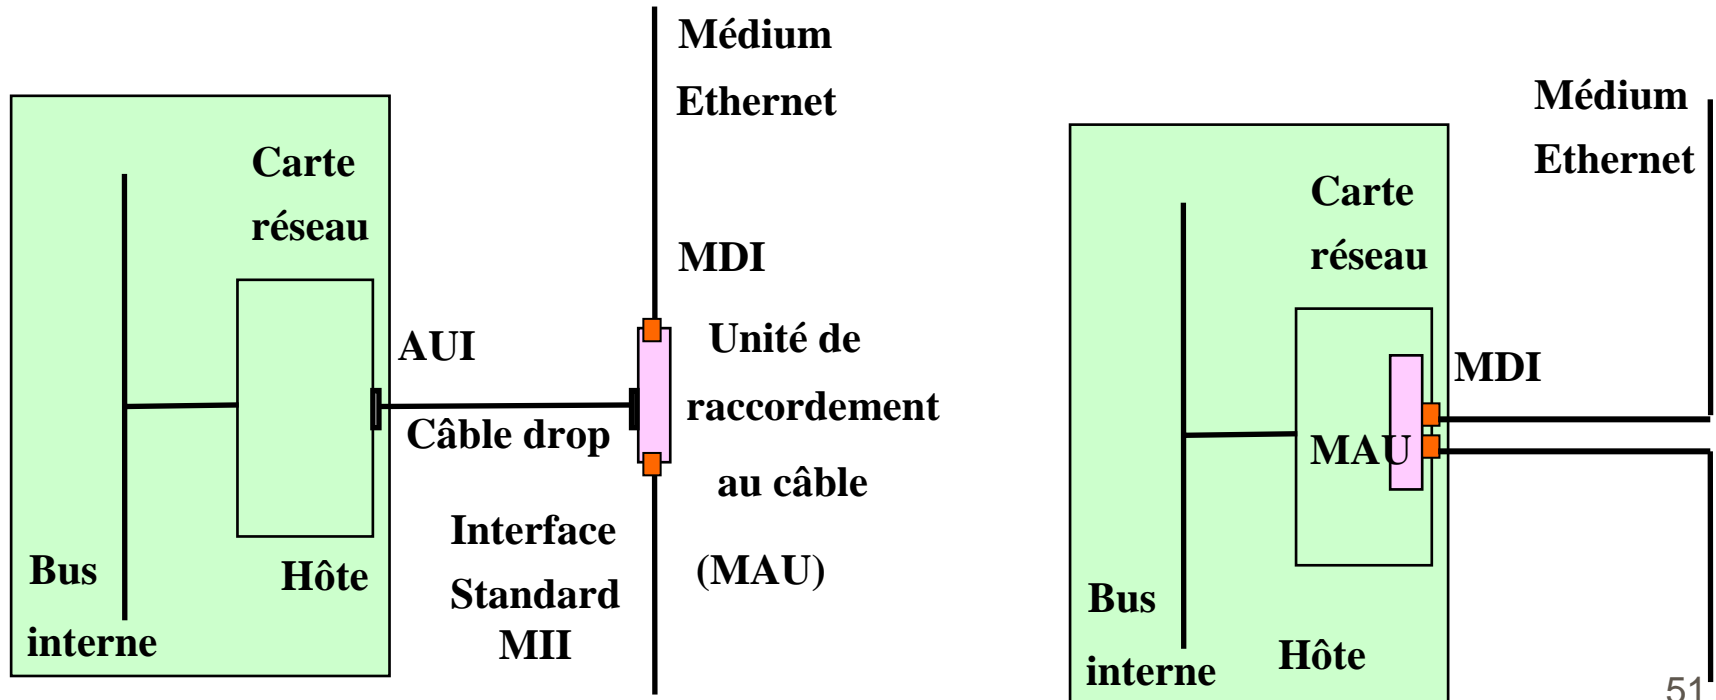 Médium
Ethernet
Carte
réseau
MDI
AUI
Unité de
raccordement
au câble
(MAU)
Câble drop
Interface
Standard
MII
Bus
interne
Hôte
Médium
Ethernet
Carte
réseau
MDI
MAU
Bus
interne
Hôte
51